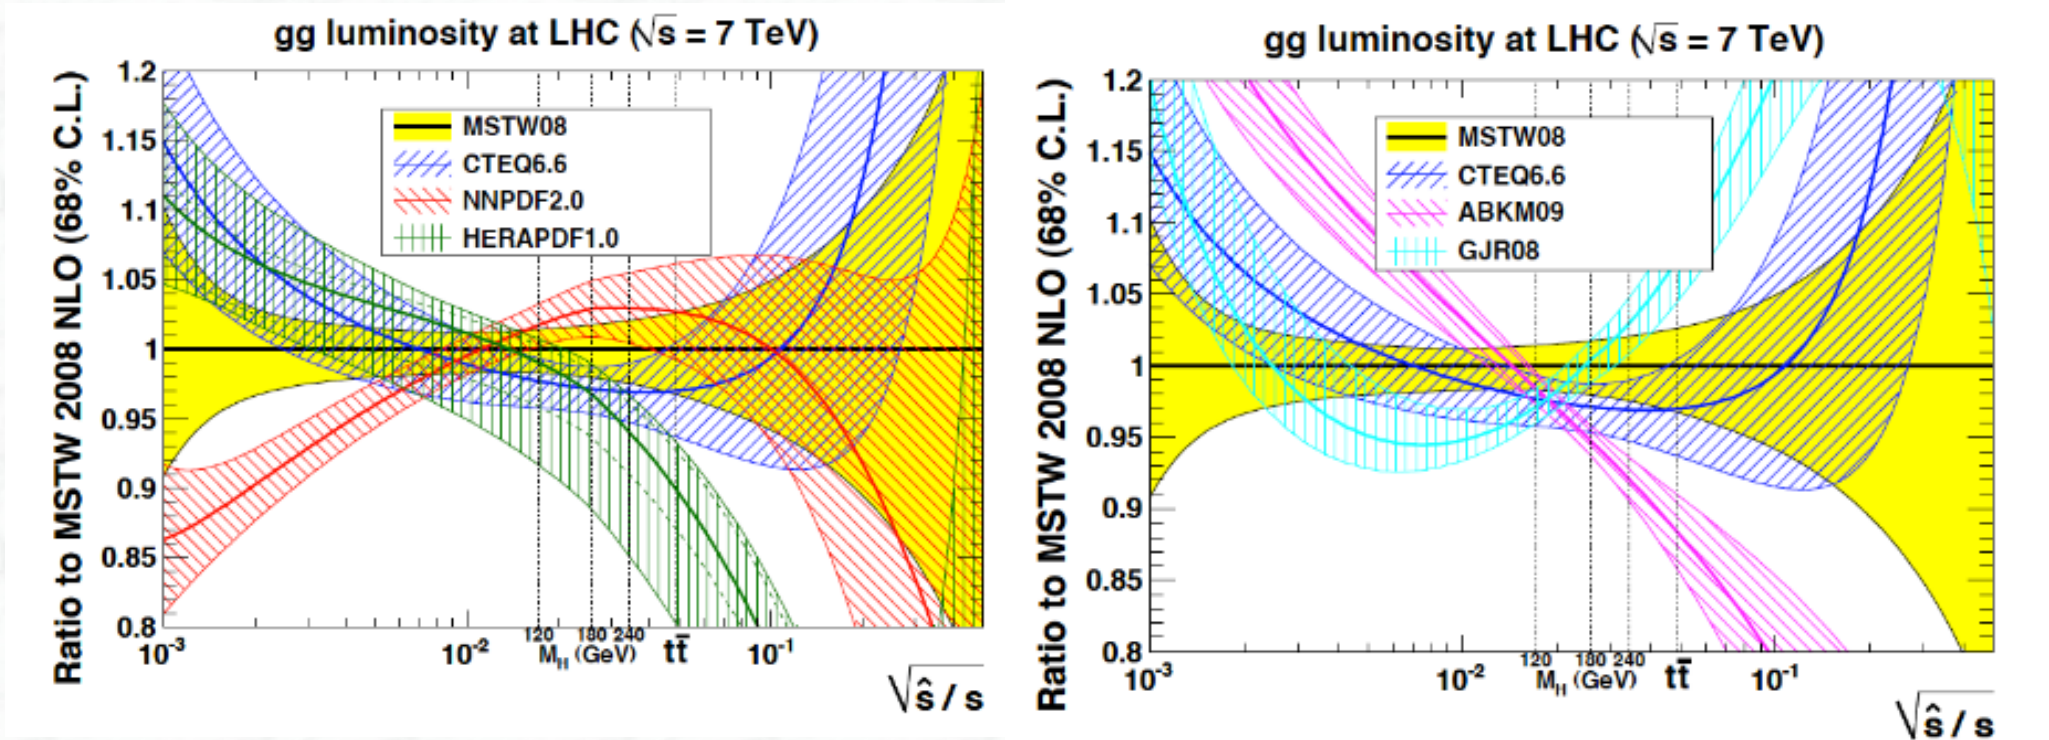 gg luminosity at LHC (√s = 7 TeV)
Ratio to MSTW 2008 NLO (68% C.L.)
1.2
1.15
1.1
1.05
1
0.95
0.9
0.85
0.8
MSTW08
CTEQ6.6
NNPDF2.0
HERAPDF1.0
10⁻³
10⁻²
10⁻¹
120
180
240
M_H (GeV)
tt̄
√ŝ / s
gg luminosity at LHC (√s = 7 TeV)
Ratio to MSTW 2008 NLO (68% C.L.)
1.2
1.15
1.1
1.05
1
0.95
0.9
0.85
0.8
MSTW08
CTEQ6.6
ABKM09
GJR08
10⁻³
10⁻²
10⁻¹
120
180
240
M_H (GeV)
tt̄
√ŝ / s